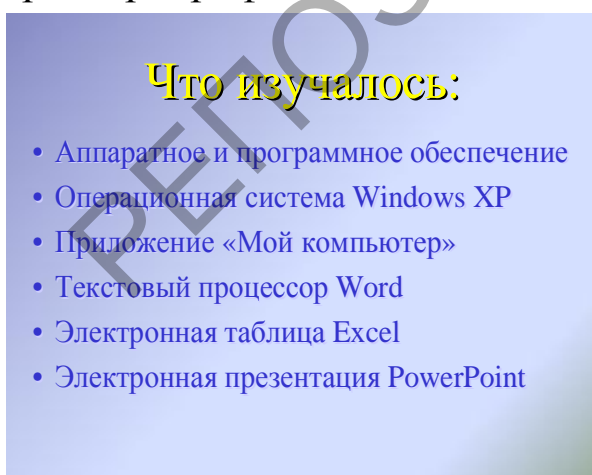 Что изучалось:
• Аппаратное и программное обеспечение
• Операционная система Windows XP
• Приложение «Мой компьютер»
• Текстовый процессор Word
• Электронная таблица Excel
• Электронная презентация PowerPoint